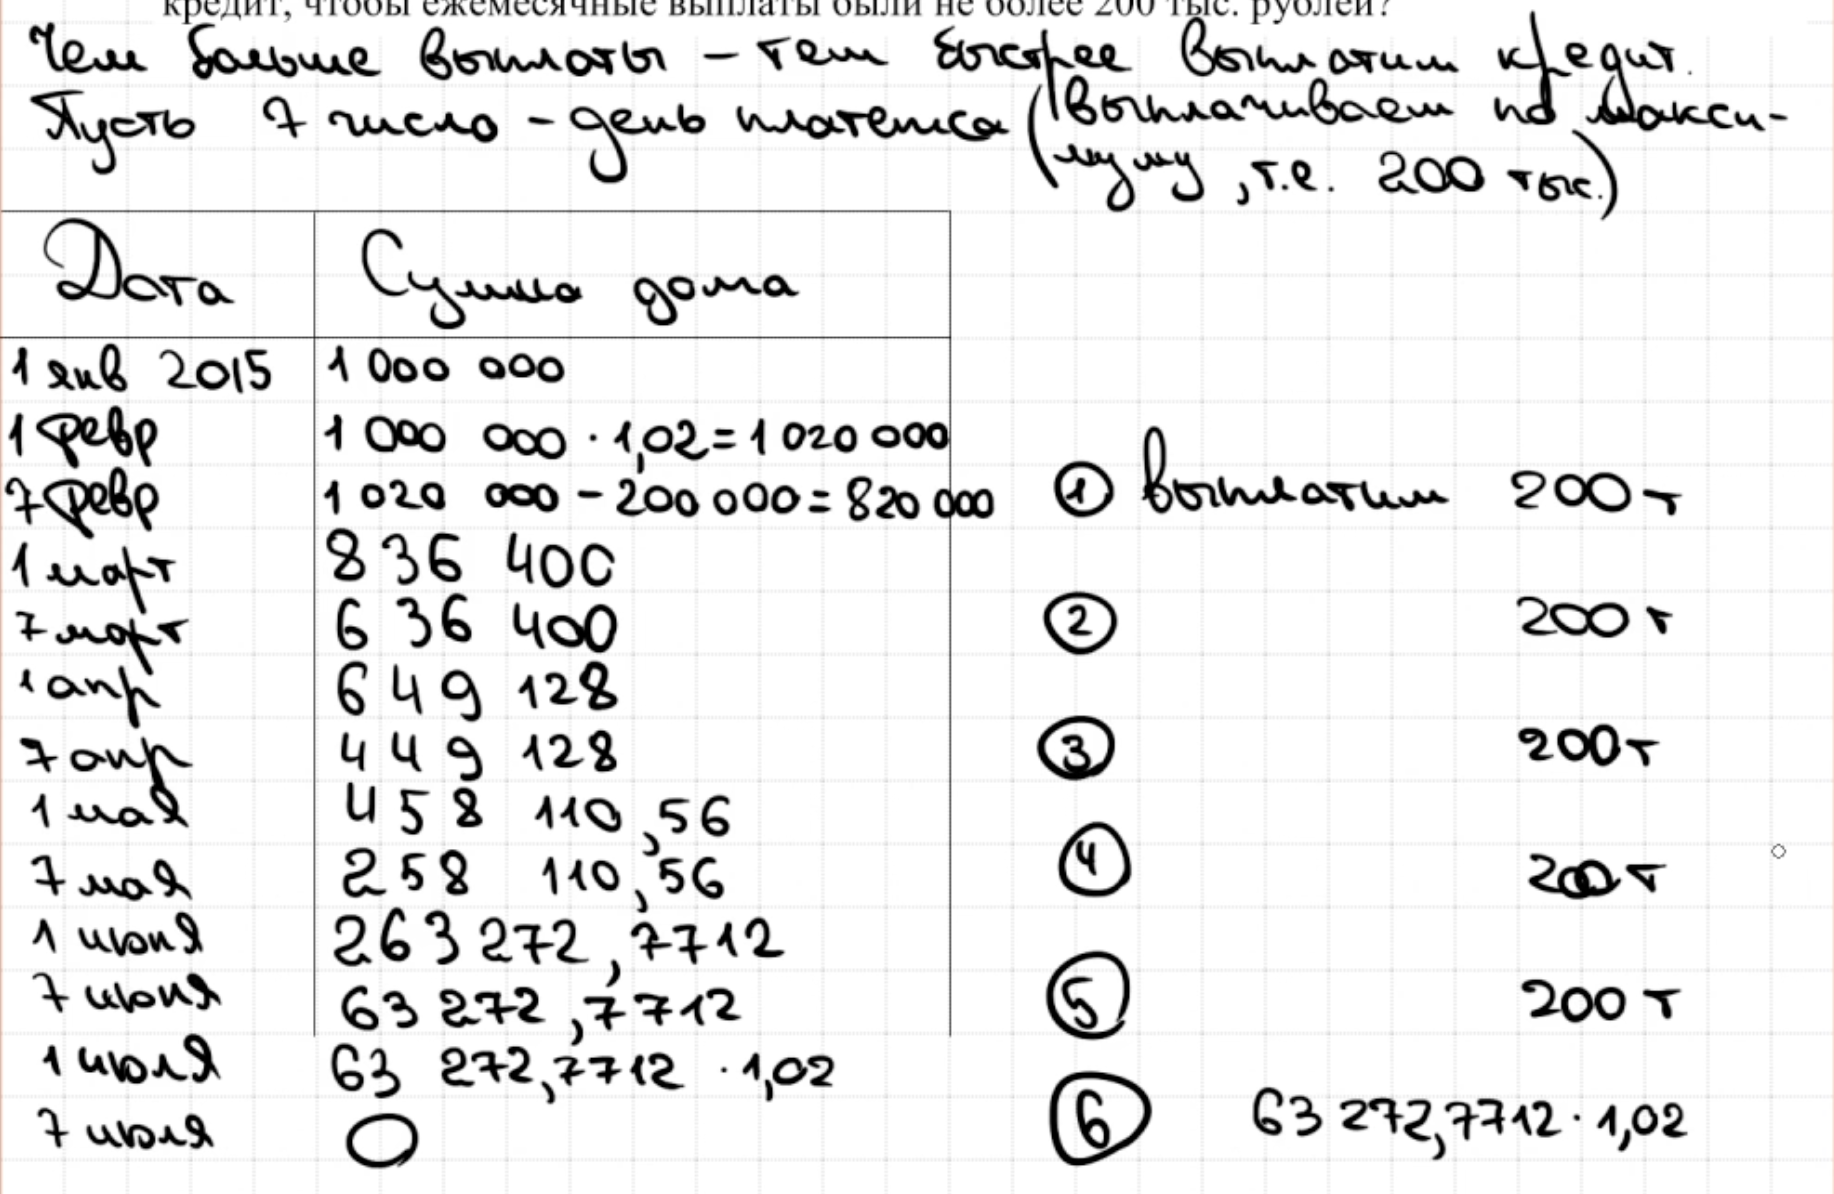 кредит, чтобы ежемесячные выплаты были не более 200 тыс. рублей?
Чем больше выплаты - тем быстрее выплатим кредит.
Пусть 7 число - день платежа (выплачиваем по макси-
муму, т.е. 200 тыс.)
Дата Сумма долга
1 янв 2015 1 000 000
1 февр 1 000 000 · 1,02 = 1 020 000
7 февр 1 020 000 - 200 000 = 820 000 ① выплатим 200 т
1 март 836 400
7 март 636 400 ② 200 т
1 апр 649 128
7 апр 449 128 ③ 200 т
1 мая 458 110,56
7 мая 258 110,56 ④ 200 т
1 июня 263 272,7712
7 июня 63 272,7712 ⑤ 200 т
1 июля 63 272,7712 · 1,02
7 июля 0 ⑥ 63 272,7712 · 1,02